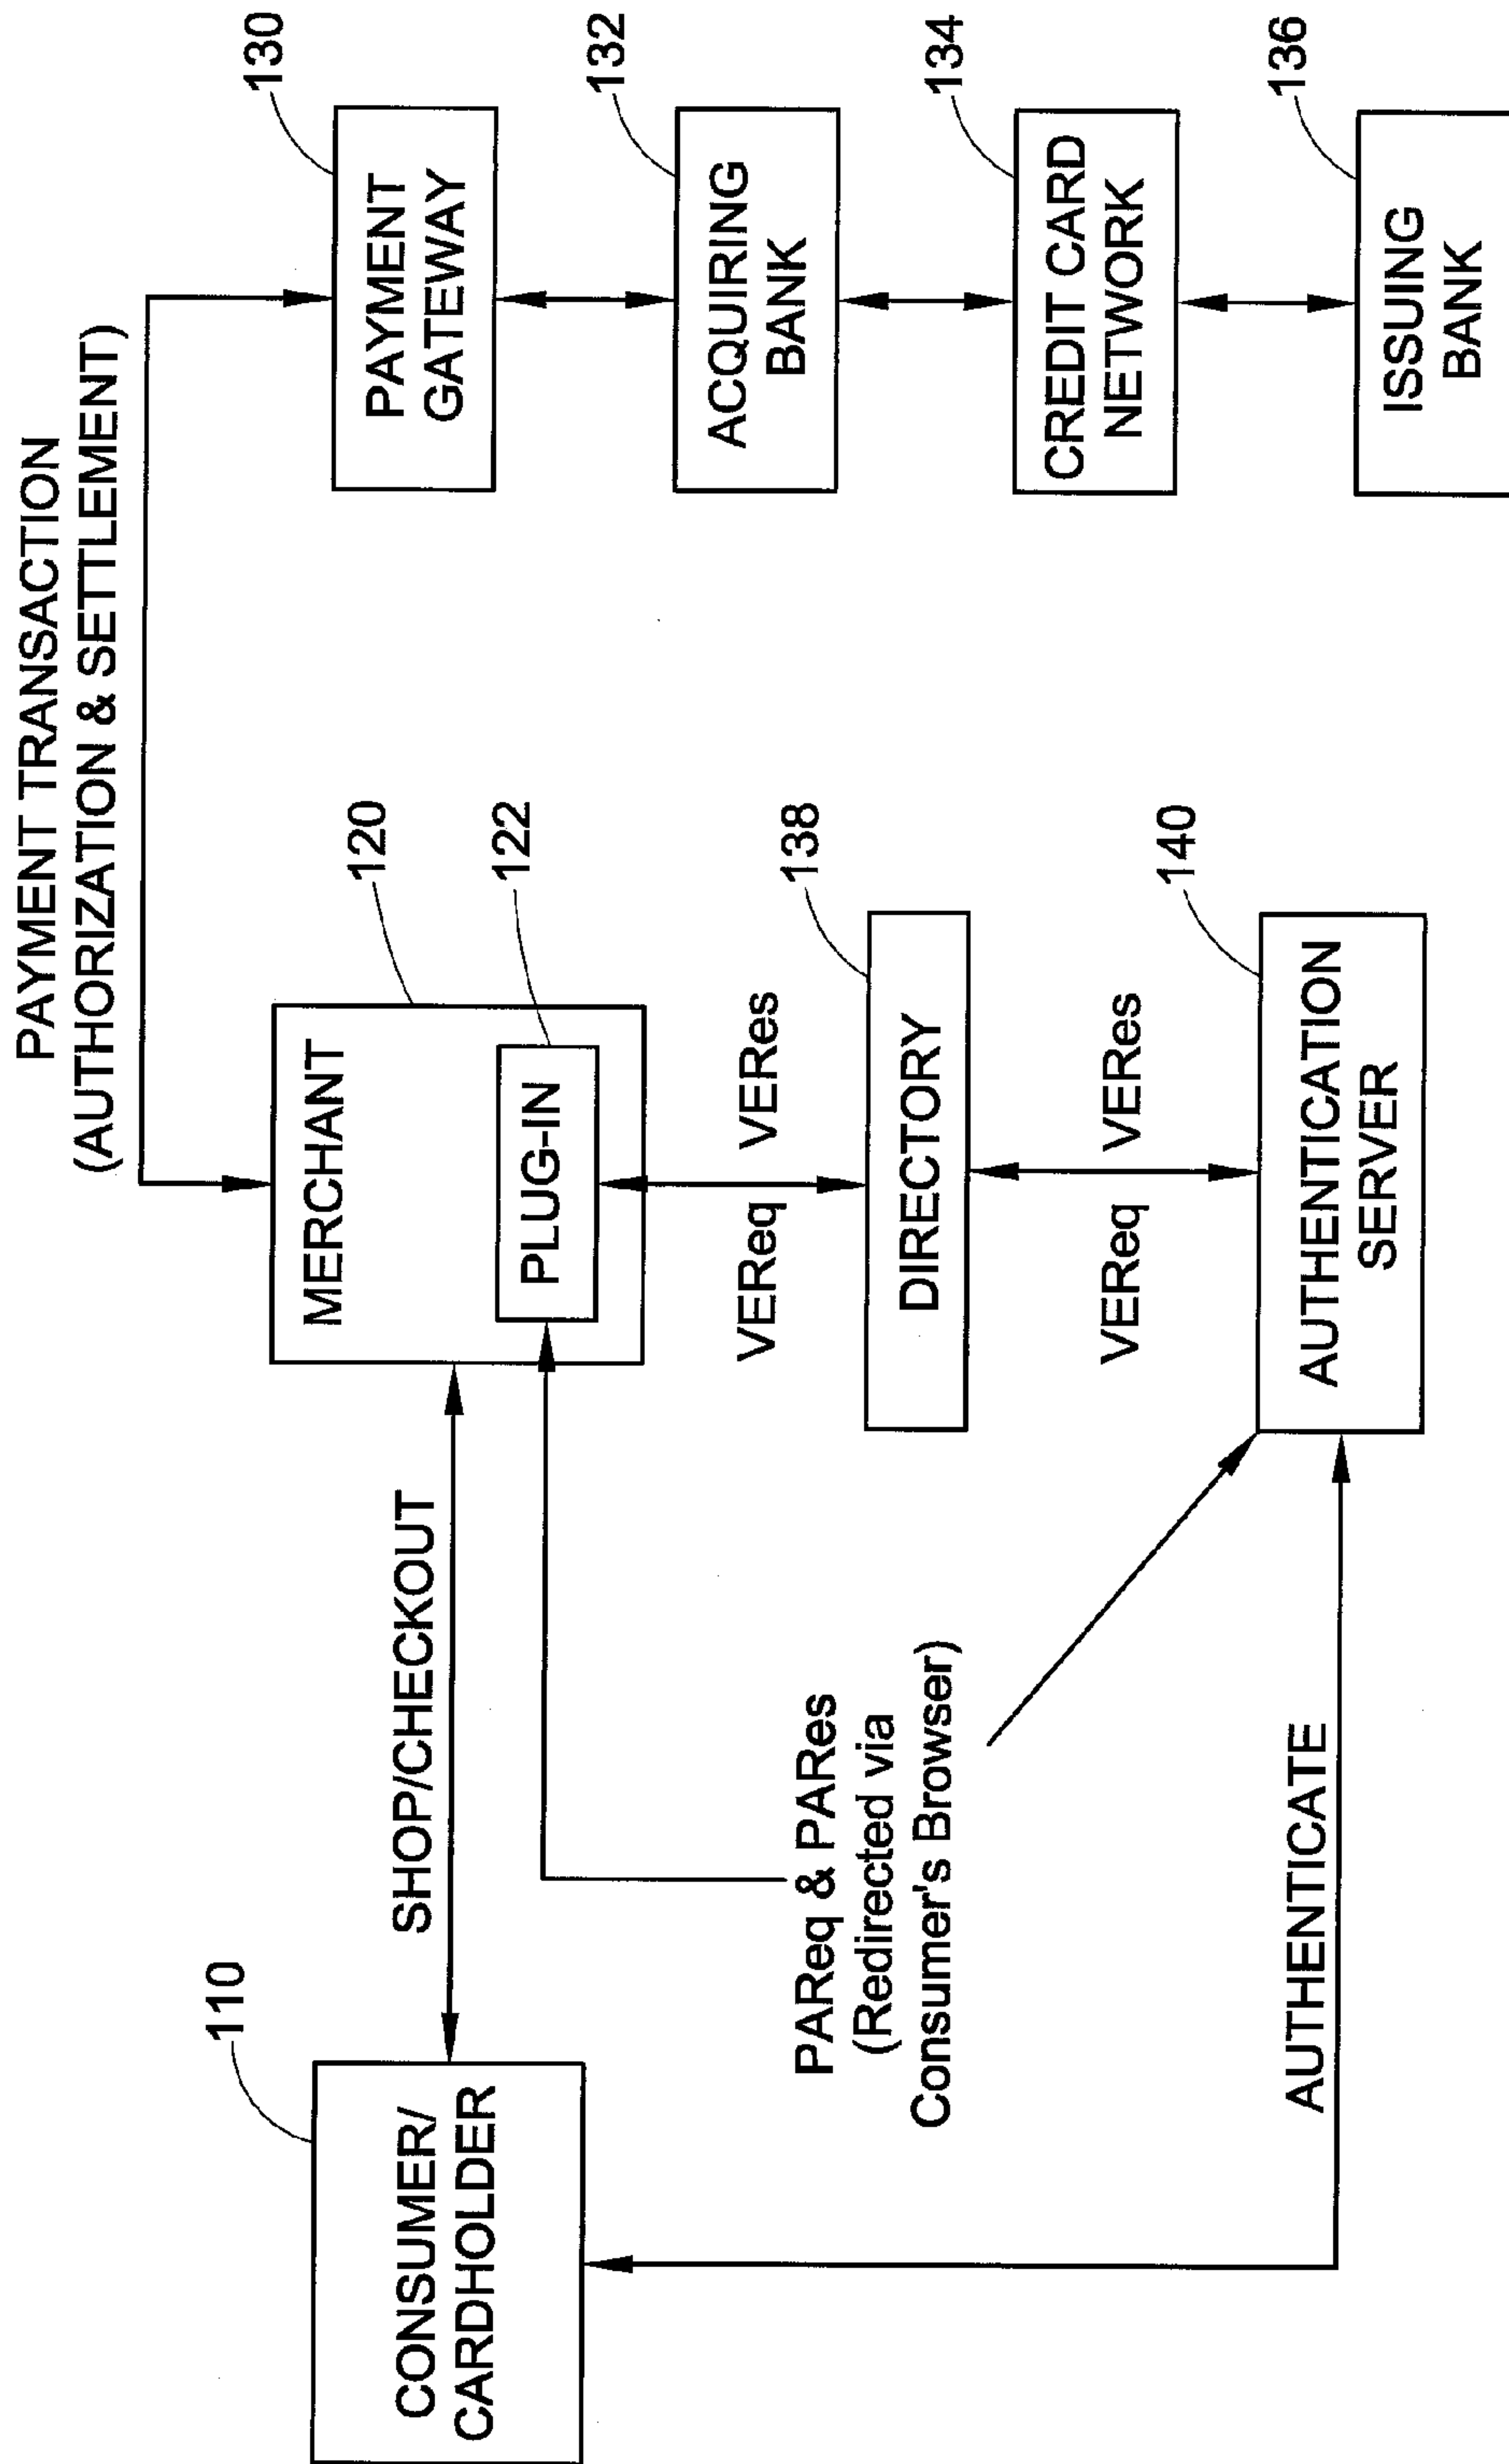 PAYMENT TRANSACTION
(AUTHORIZATION & SETTLEMENT)
110
CONSUMER/
CARDHOLDER
SHOP/CHECKOUT
120
MERCHANT
122
PLUG-IN
130
PAYMENT
GATEWAY
132
ACQUIRING
BANK
134
CREDIT CARD
NETWORK
136
ISSUING
BANK
VEReq
VERes
138
DIRECTORY
VEReq
VERes
140
AUTHENTICATION
SERVER
PAReq & PARes
(Redirected via
Consumer's Browser)
AUTHENTICATE